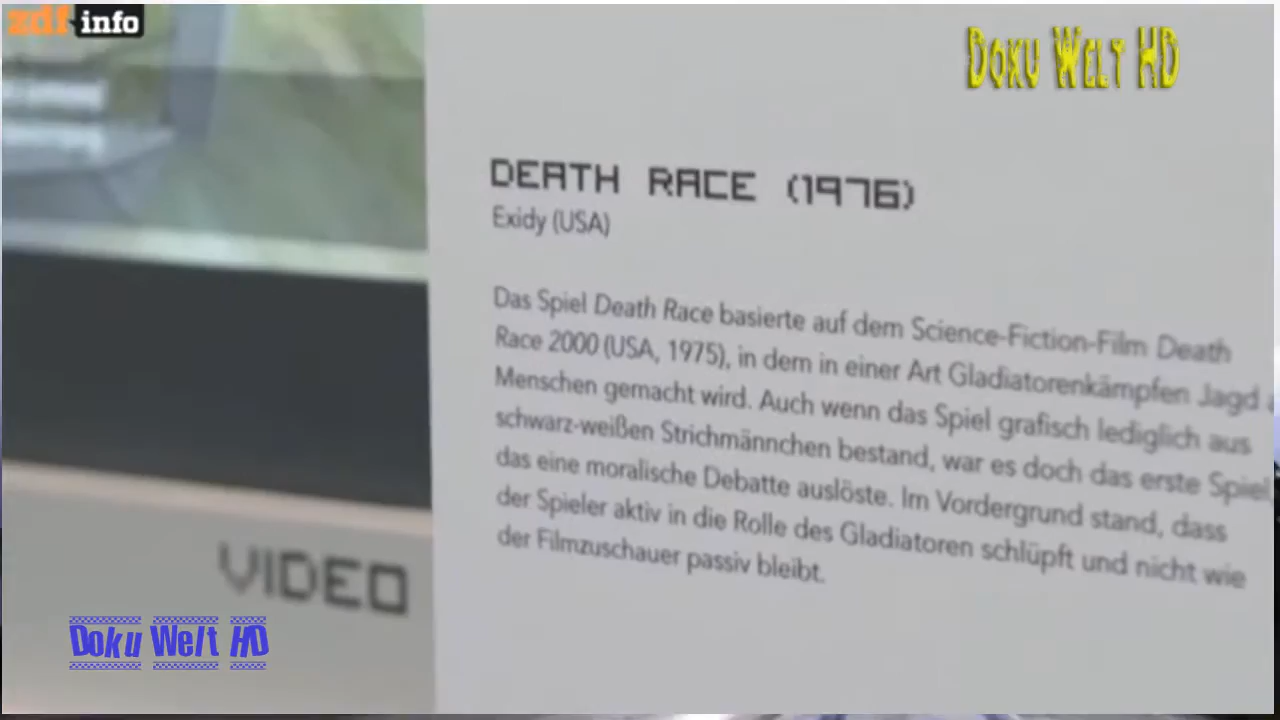 zdf info
Doku Welt HD
DEATH RACE (1976)
Exidy (USA)
Das Spiel Death Race basierte auf dem Science-Fiction-Film Death
Race 2000 (USA, 1975), in dem in einer Art Gladiatorenkämpfen Jagd
Menschen gemacht wird. Auch wenn das Spiel grafisch lediglich aus
schwarz-weißen Strichmännchen bestand, war es doch das erste Spiel,
das eine moralische Debatte auslöste. Im Vordergrund stand, dass
der Spieler aktiv in die Rolle des Gladiatoren schlüpft und nicht wie
der Filmzuschauer passiv bleibt.
VIDEO
Doku Welt HD